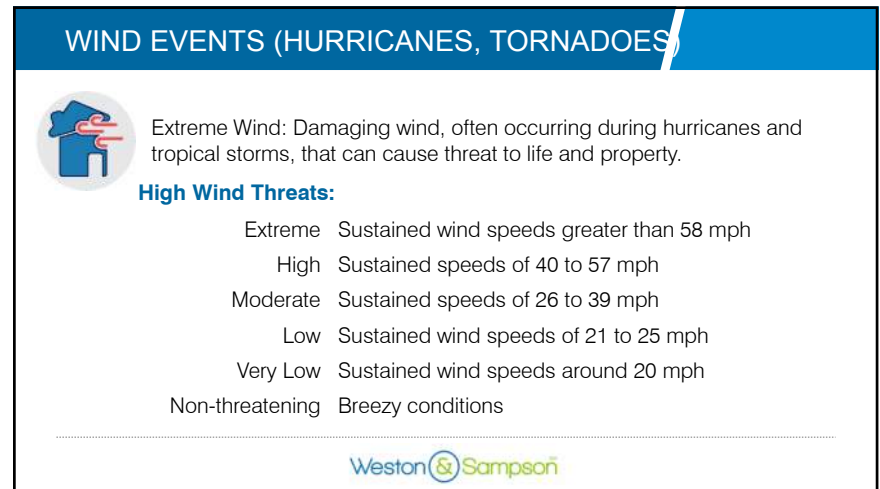 WIND EVENTS (HURRICANES, TORNADOES)
Extreme Wind: Damaging wind, often occurring during hurricanes and
tropical storms, that can cause threat to life and property.
High Wind Threats:
Extreme Sustained wind speeds greater than 58 mph
High Sustained speeds of 40 to 57 mph
Moderate Sustained speeds of 26 to 39 mph
Low Sustained wind speeds of 21 to 25 mph
Very Low Sustained wind speeds around 20 mph
Non-threatening Breezy conditions
Weston & Sampson